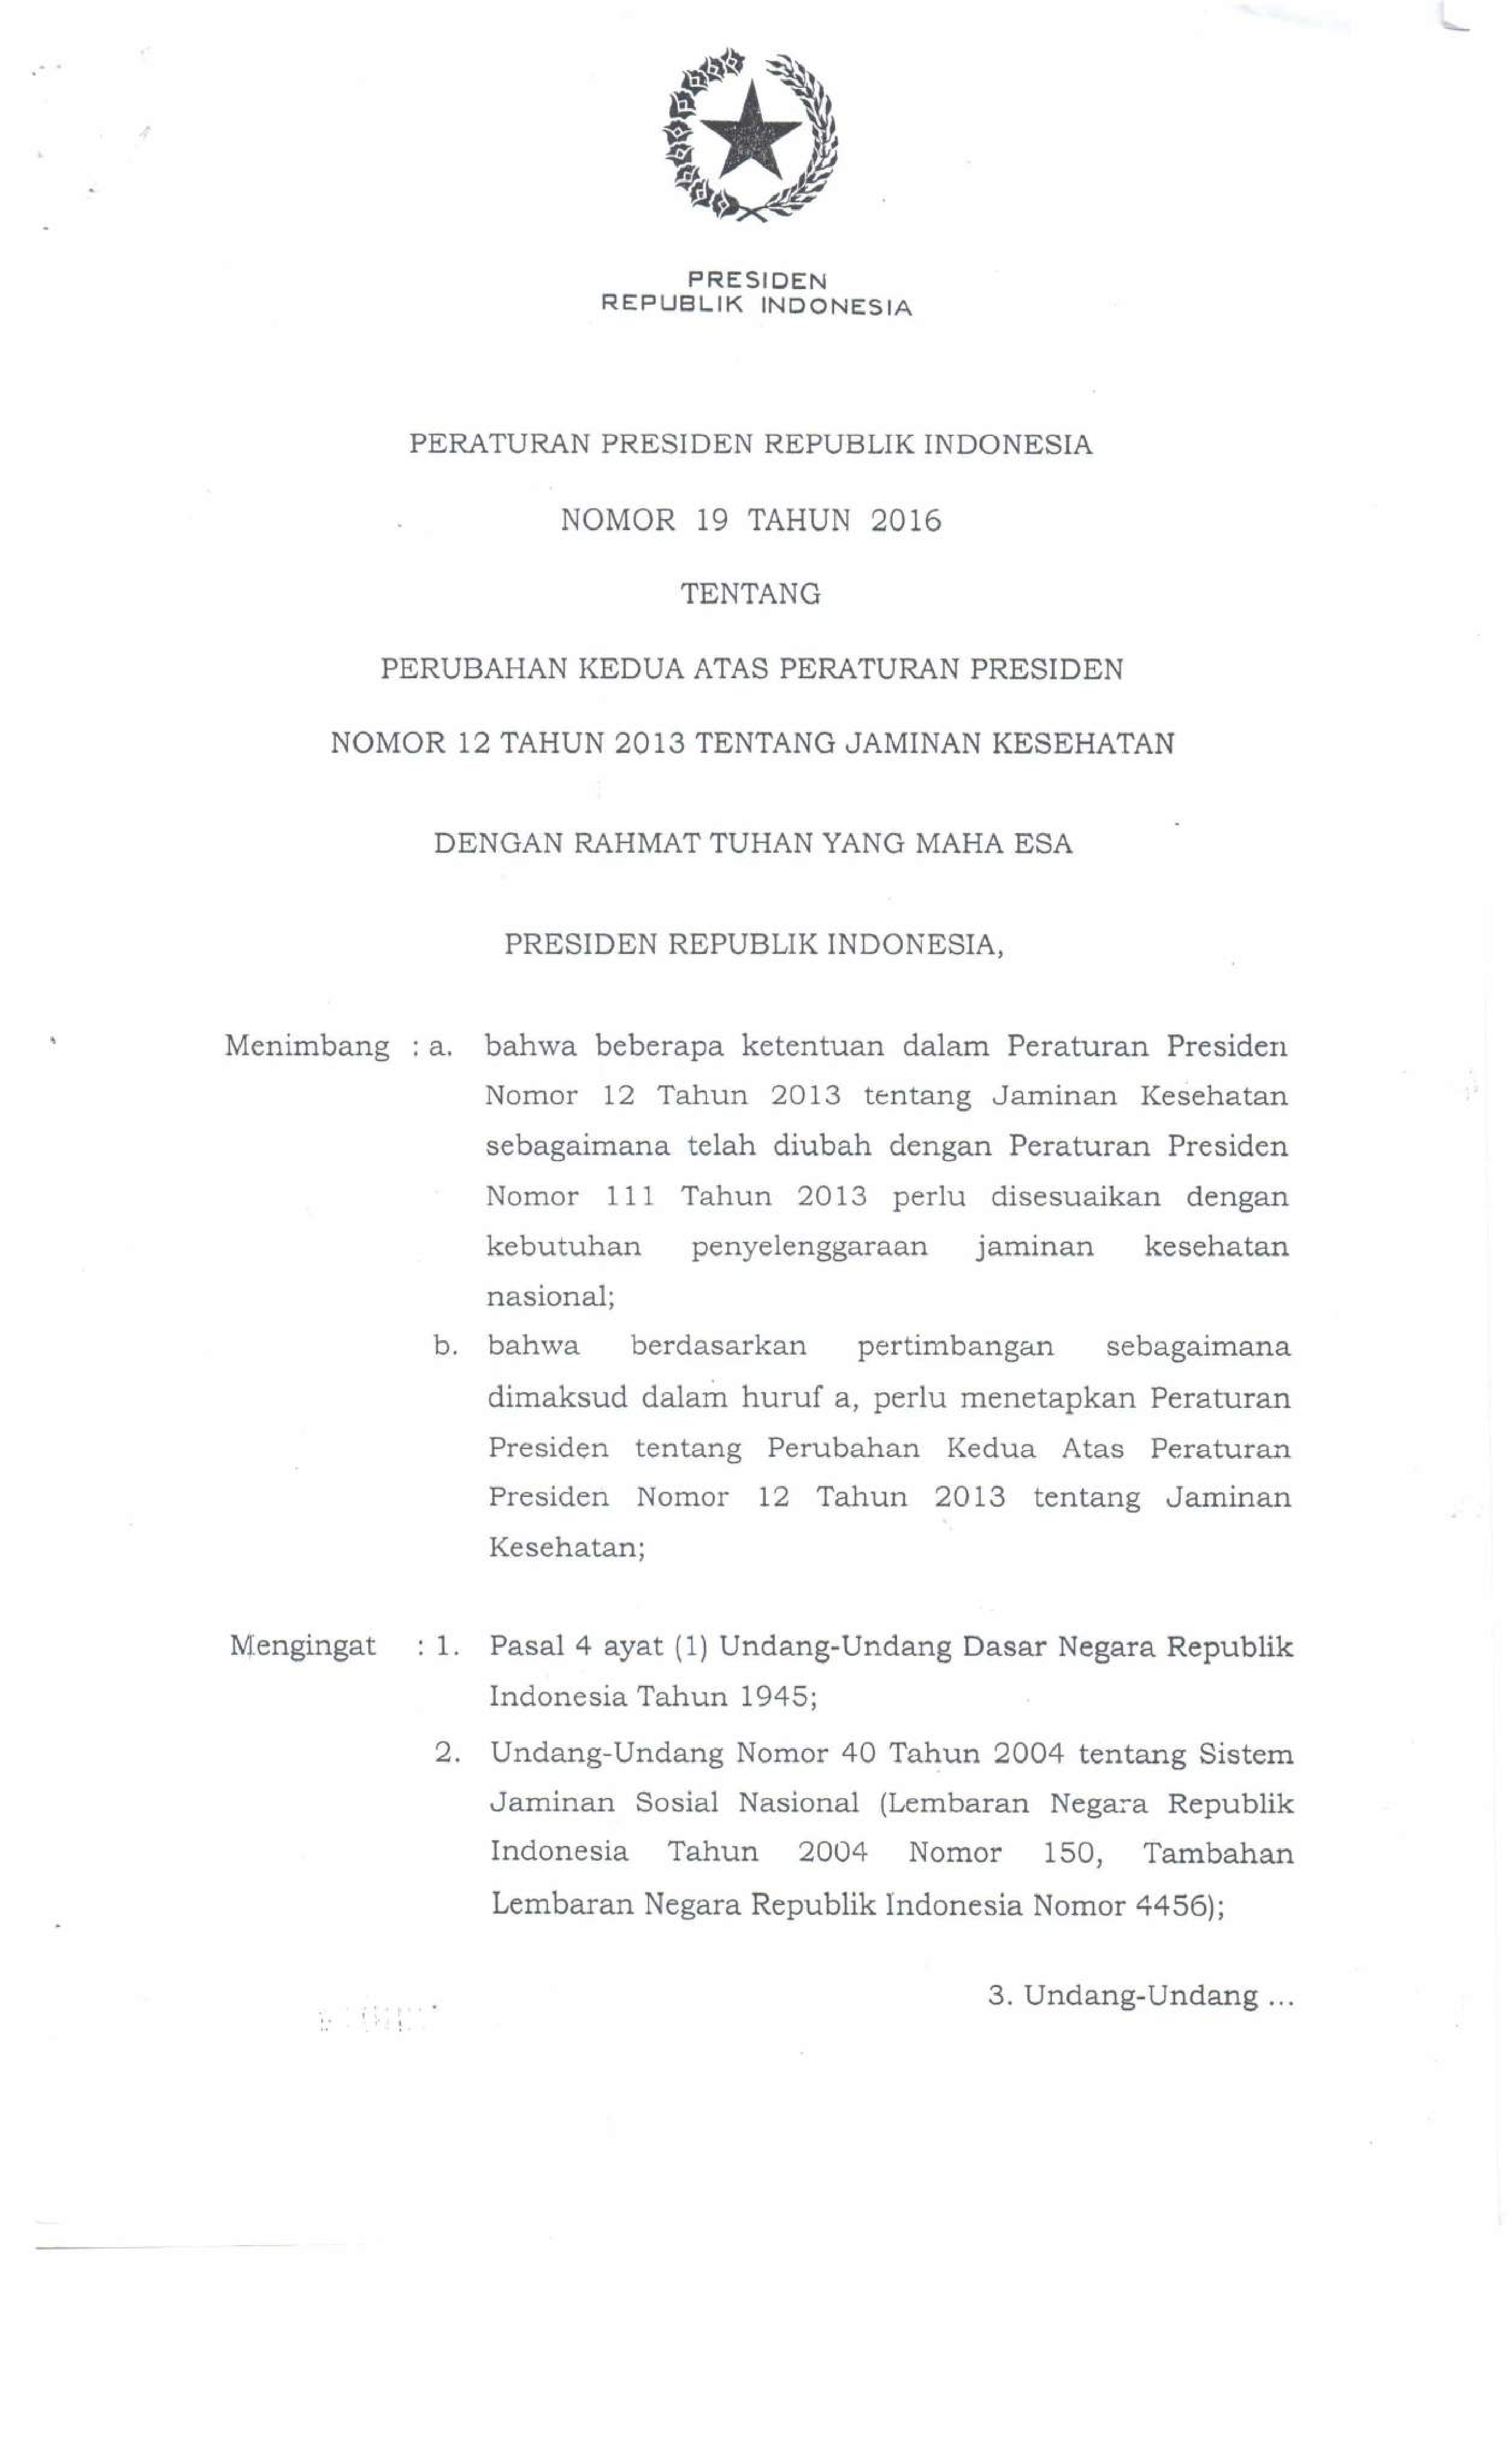 PRESIDEN
REPUBLIK INDONESIA
PERATURAN PRESIDEN REPUBLIK INDONESIA
NOMOR 19 TAHUN 2016
TENTANG
PERUBAHAN KEDUA ATAS PERATURAN PRESIDEN
NOMOR 12 TAHUN 2013 TENTANG JAMINAN KESEHATAN
DENGAN RAHMAT TUHAN YANG MAHA ESA
PRESIDEN REPUBLIK INDONESIA,
Menimbang : a. bahwa beberapa ketentuan dalam Peraturan Presiden
Nomor 12 Tahun 2013 tentang Jaminan Kesehatan
sebagaimana telah diubah dengan Peraturan Presiden
Nomor 111 Tahun 2013 perlu disesuaikan dengan
kebutuhan penyelenggaraan jaminan kesehatan
nasional;
b. bahwa berdasarkan pertimbangan sebagaimana
dimaksud dalam huruf a, perlu menetapkan Peraturan
Presiden tentang Perubahan Kedua Atas Peraturan
Presiden Nomor 12 Tahun 2013 tentang Jaminan
Kesehatan;
Mengingat : 1. Pasal 4 ayat (1) Undang-Undang Dasar Negara Republik
Indonesia Tahun 1945;
2. Undang-Undang Nomor 40 Tahun 2004 tentang Sistem
Jaminan Sosial Nasional (Lembaran Negara Republik
Indonesia Tahun 2004 Nomor 150, Tambahan
Lembaran Negara Republik Indonesia Nomor 4456);
3. Undang-Undang ...